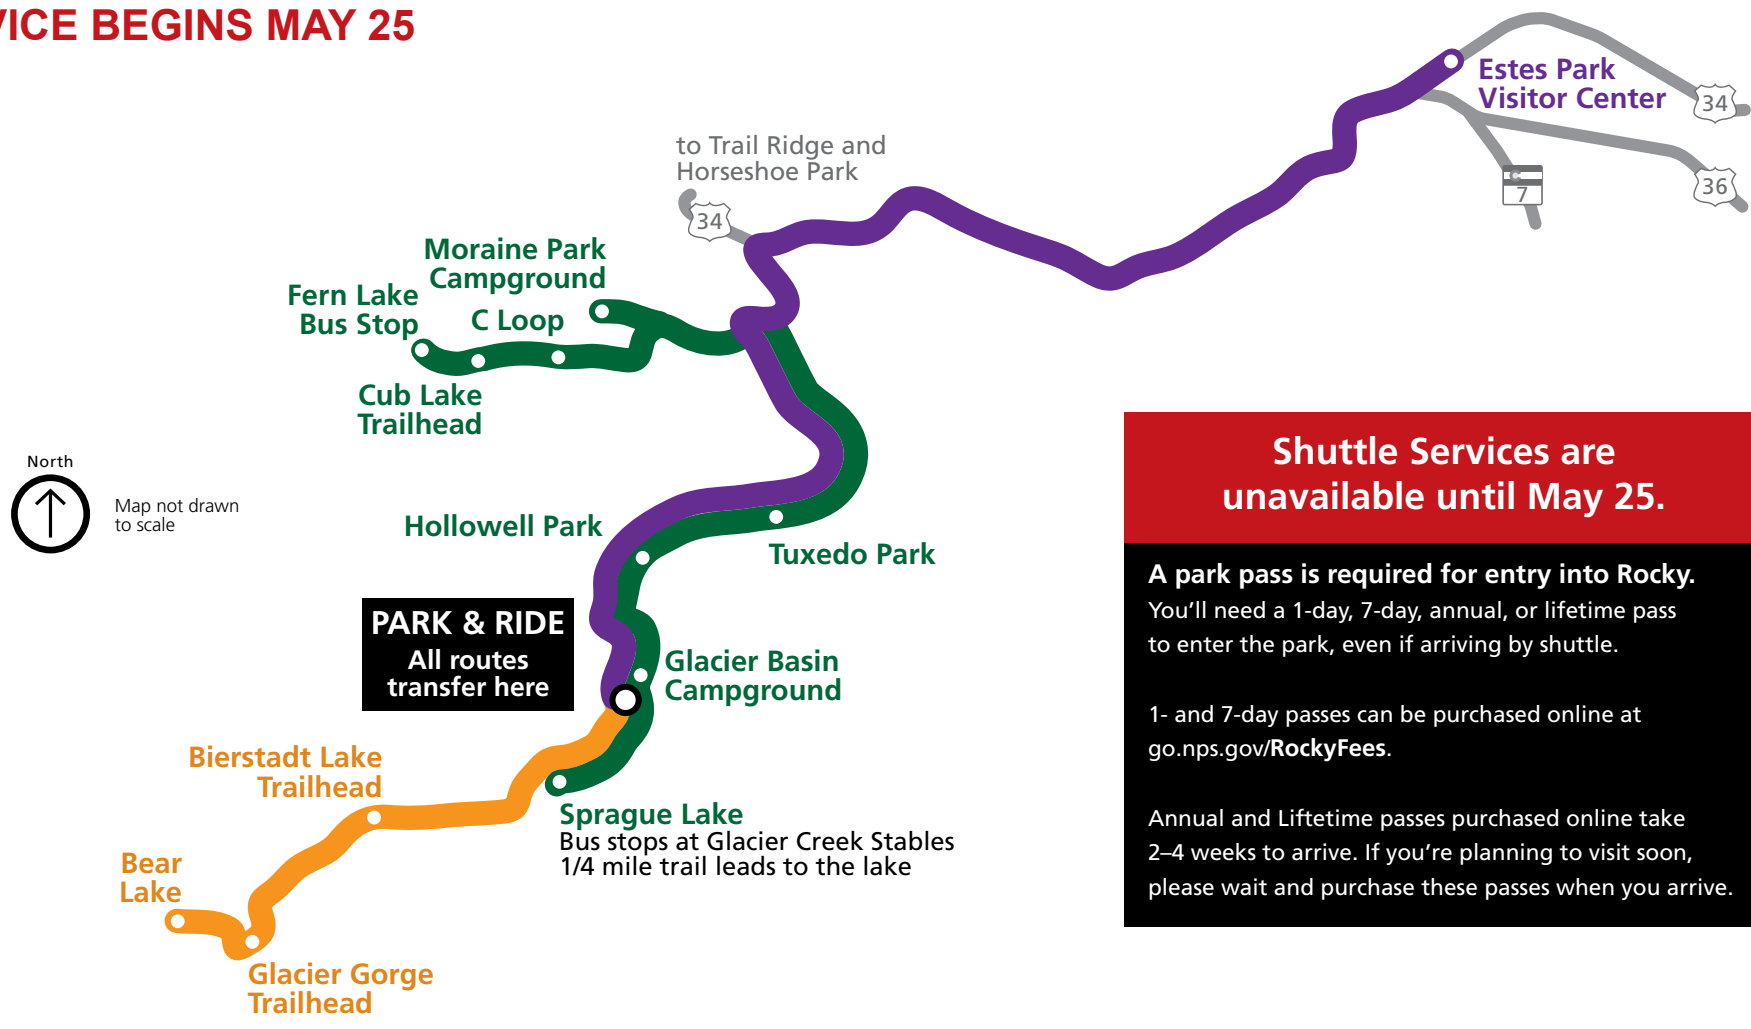 VICE BEGINS MAY 25
Estes Park
Visitor Center
34
36
7
to Trail Ridge and
Horseshoe Park
34
Moraine Park
Campground
Fern Lake
Bus Stop
C Loop
Cub Lake
Trailhead
North
Map not drawn
to scale
Hollowell Park
Tuxedo Park
PARK & RIDE
All routes
transfer here
Glacier Basin
Campground
Bierstadt Lake
Trailhead
Sprague Lake
Bus stops at Glacier Creek Stables
1/4 mile trail leads to the lake
Bear
Lake
Glacier Gorge
Trailhead
Shuttle Services are
unavailable until May 25.
A park pass is required for entry into Rocky.
You’ll need a 1-day, 7-day, annual, or lifetime pass
to enter the park, even if arriving by shuttle.
1- and 7-day passes can be purchased online at
go.nps.gov/RockyFees.
Annual and Liftetime passes purchased online take
2–4 weeks to arrive. If you’re planning to visit soon,
please wait and purchase these passes when you arrive.